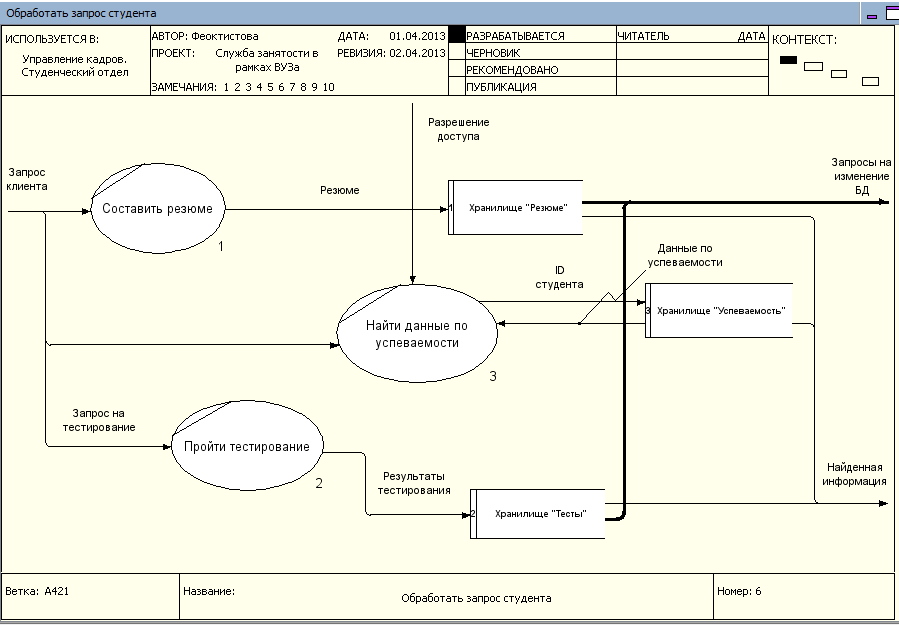 Обработать запрос студента
ИСПОЛЬЗУЕТСЯ В:
Управление кадров.
Студенческий отдел
АВТОР: Феоктистова
ДАТА: 01.04.2013
ПРОЕКТ: Служба занятости в
рамках ВУЗа
РЕВИЗИЯ: 02.04.2013
ЗАМЕЧАНИЯ: 1 2 3 4 5 6 7 8 9 10
РАЗРАБАТЫВАЕТСЯ
ЧЕРНОВИК
РЕКОМЕНДОВАНО
ПУБЛИКАЦИЯ
ЧИТАТЕЛЬ ДАТА
КОНТЕКСТ:
Разрешение
доступа
Запрос
клиента
Запросы на
изменение
БД
Составить резюме
1
Резюме
1 Хранилище "Резюме"
Данные по
успеваемости
ID
студента
3 Хранилище "Успеваемость"
Найти данные по
успеваемости
3
Запрос на
тестирование
Пройти тестирование
2
Результаты
тестирования
Найденная
информация
2 Хранилище "Тесты"
Ветка: A421
Название:
Обработать запрос студента
Номер: 6